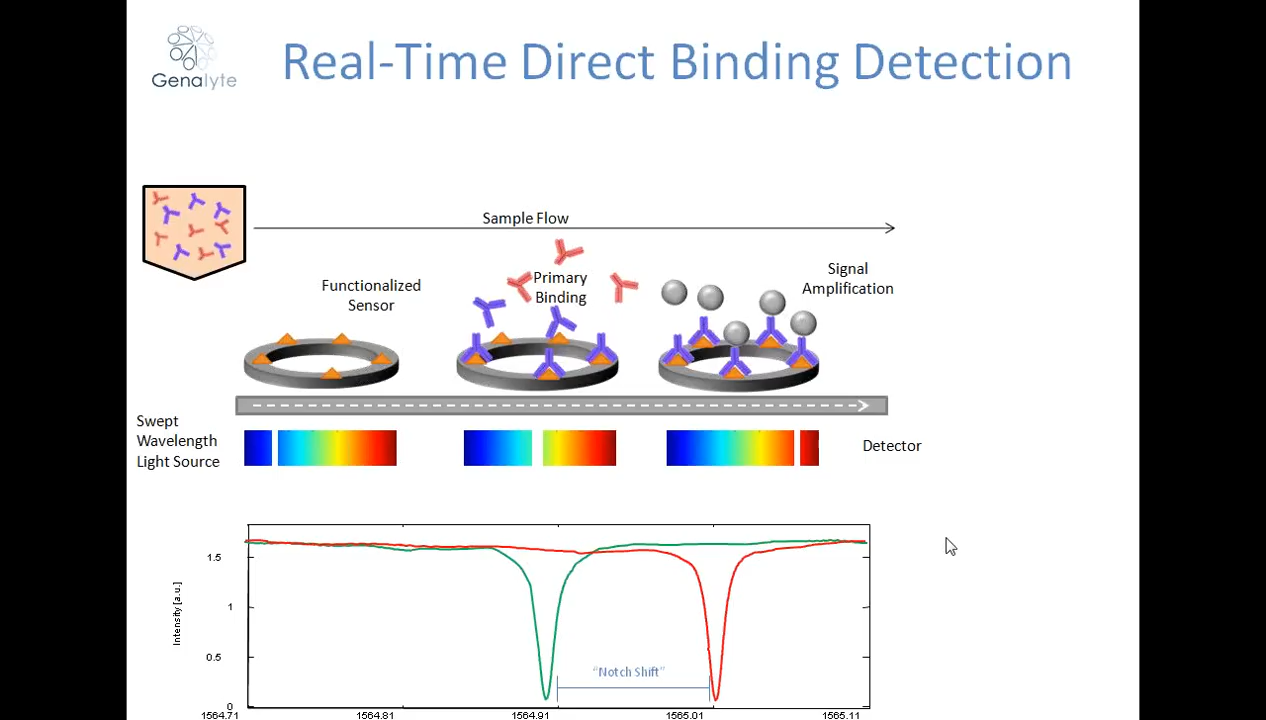 Genalyte
Real-Time Direct Binding Detection
Sample Flow
Functionalized
Sensor
Primary
Binding
Signal
Amplification
Swept
Wavelength
Light Source
Detector
Intensity [a.u.]
1.5
1
0.5
0
"Notch Shift"
1564.71
1564.81
1564.91
1565.01
1565.11